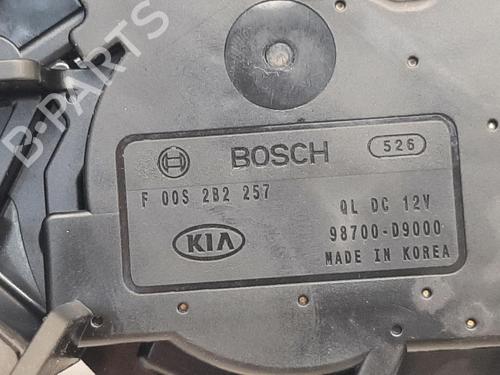 B-PARTS
BOSCH 526
F 00S 2B2 257
QL DC 12V
KIA 98700-D9000
MADE IN KOREA